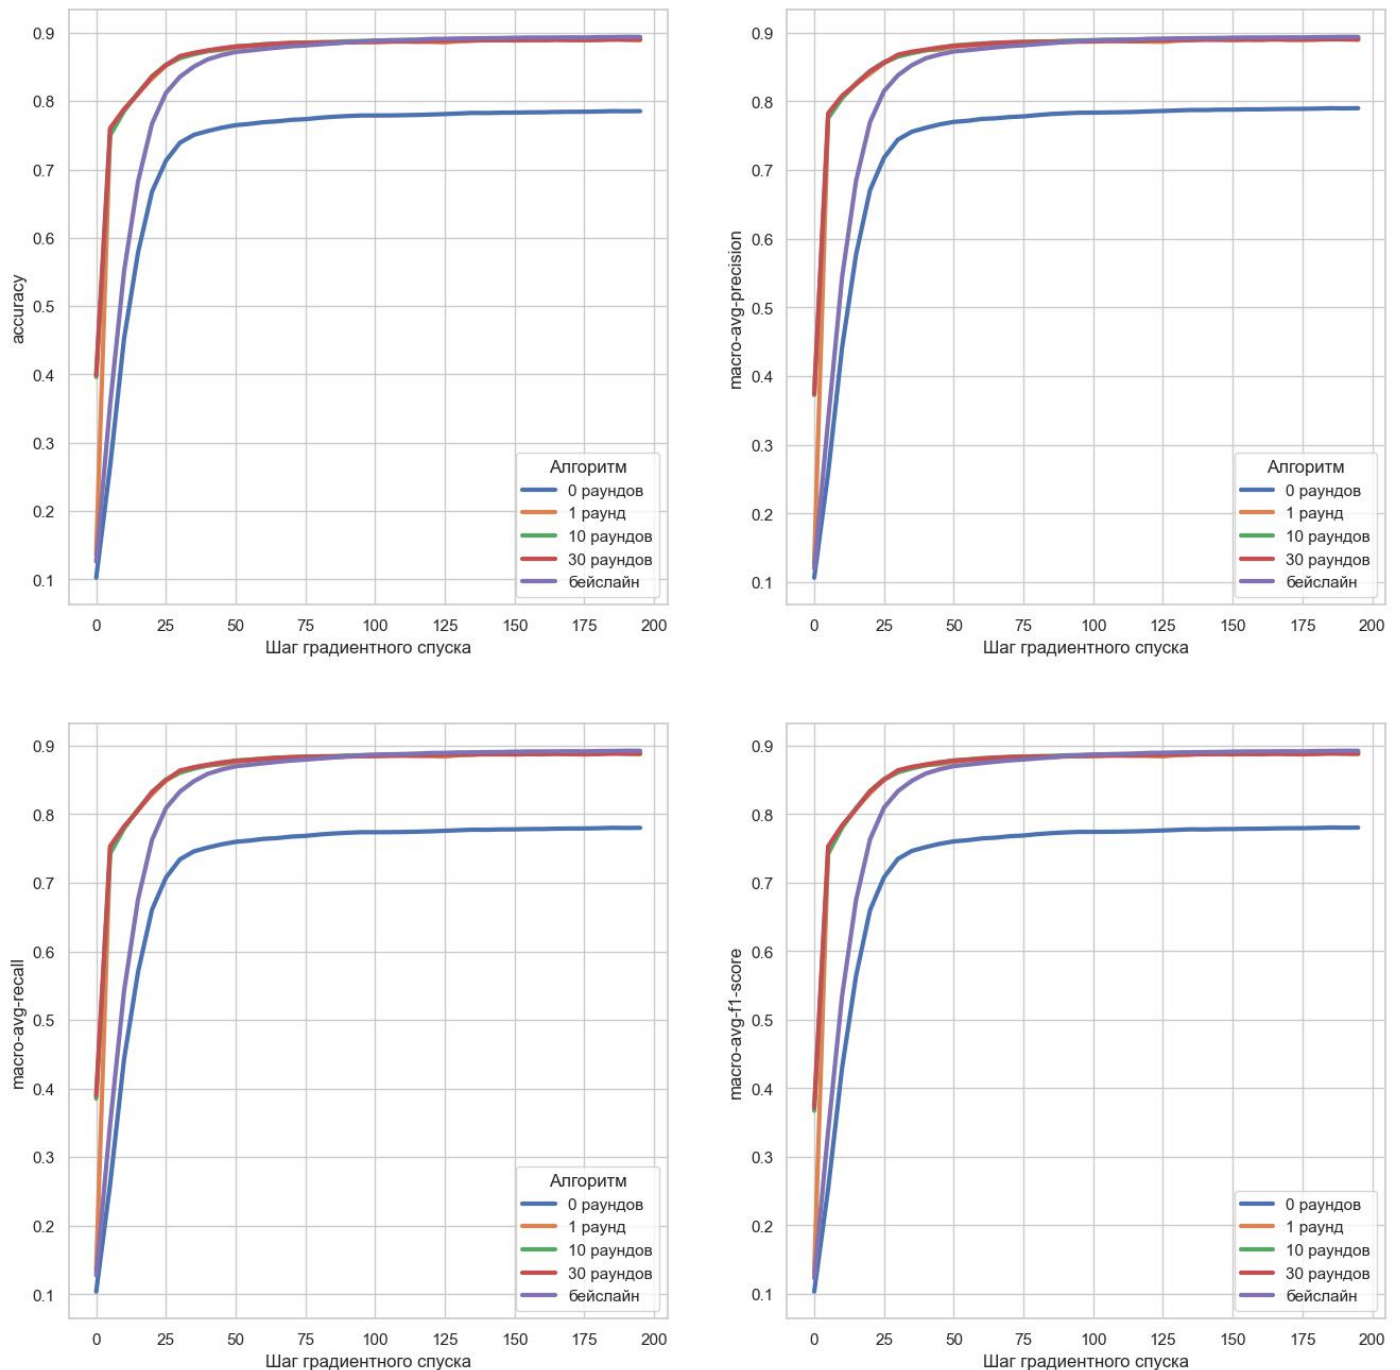 accuracy
0.9
0.8
0.7
0.6
0.5
0.4
0.3
0.2
0.1
Алгоритм
0 раундов
1 раунд
10 раундов
30 раундов
бейслайн
0 25 50 75 100 125 150 175 200
Шаг градиентного спуска
macro-avg-precision
0.9
0.8
0.7
0.6
0.5
0.4
0.3
0.2
0.1
Алгоритм
0 раундов
1 раунд
10 раундов
30 раундов
бейслайн
0 25 50 75 100 125 150 175 200
Шаг градиентного спуска
macro-avg-recall
0.9
0.8
0.7
0.6
0.5
0.4
0.3
0.2
0.1
Алгоритм
0 раундов
1 раунд
10 раундов
30 раундов
бейслайн
0 25 50 75 100 125 150 175 200
Шаг градиентного спуска
macro-avg-f1-score
0.9
0.8
0.7
0.6
0.5
0.4
0.3
0.2
0.1
0 раундов
1 раунд
10 раундов
30 раундов
бейслайн
0 25 50 75 100 125 150 175 200
Шаг градиентного спуска